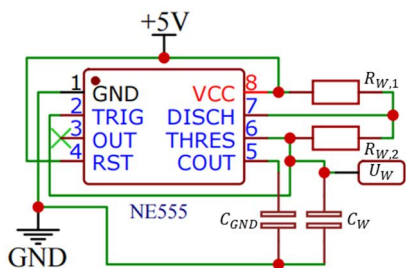 +5V
1 GND VCC 8
2 TRIG DISCH 7
3 OUT THRES 6
4 RST COUT 5
R_{W,1}
R_{W,2}
U_W
NE555
C_{GND}
C_W
GND